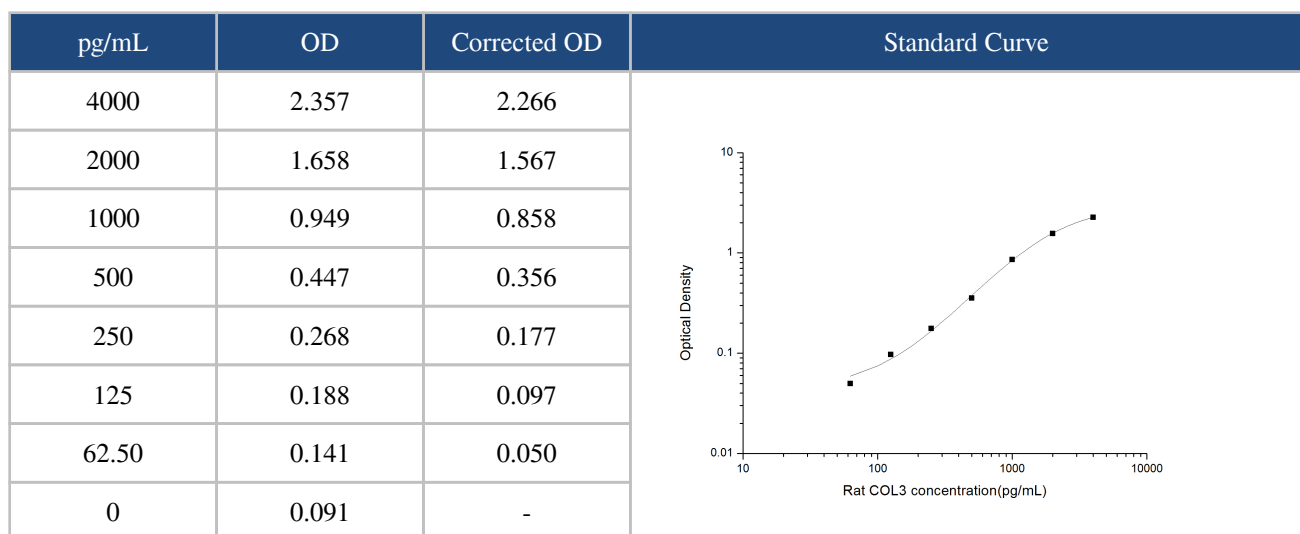 pg/mL OD Corrected OD Standard Curve
4000 2.357 2.266
2000 1.658 1.567
1000 0.949 0.858
500 0.447 0.356
250 0.268 0.177
125 0.188 0.097
62.50 0.141 0.050
0 0.091 -
10
1
0.1
0.01
Optical Density
10 100 1000 10000
Rat COL3 concentration(pg/mL)